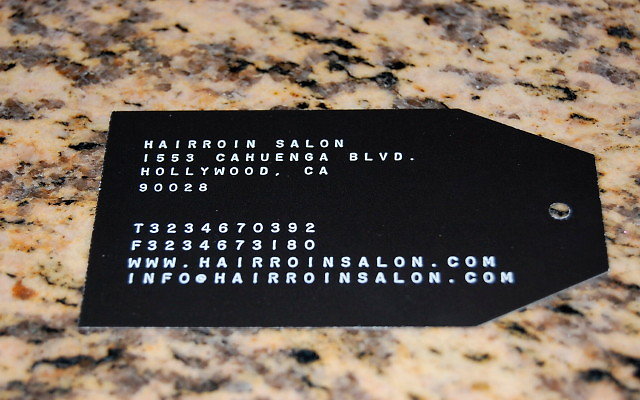 HAIRROIN SALON
1553 CAHUENGA BLVD.
HOLLYWOOD, CA
90028
T3234670392
F3234673180
WWW.HAIRROINSALON.COM
INFO@HAIRROINSALON.COM